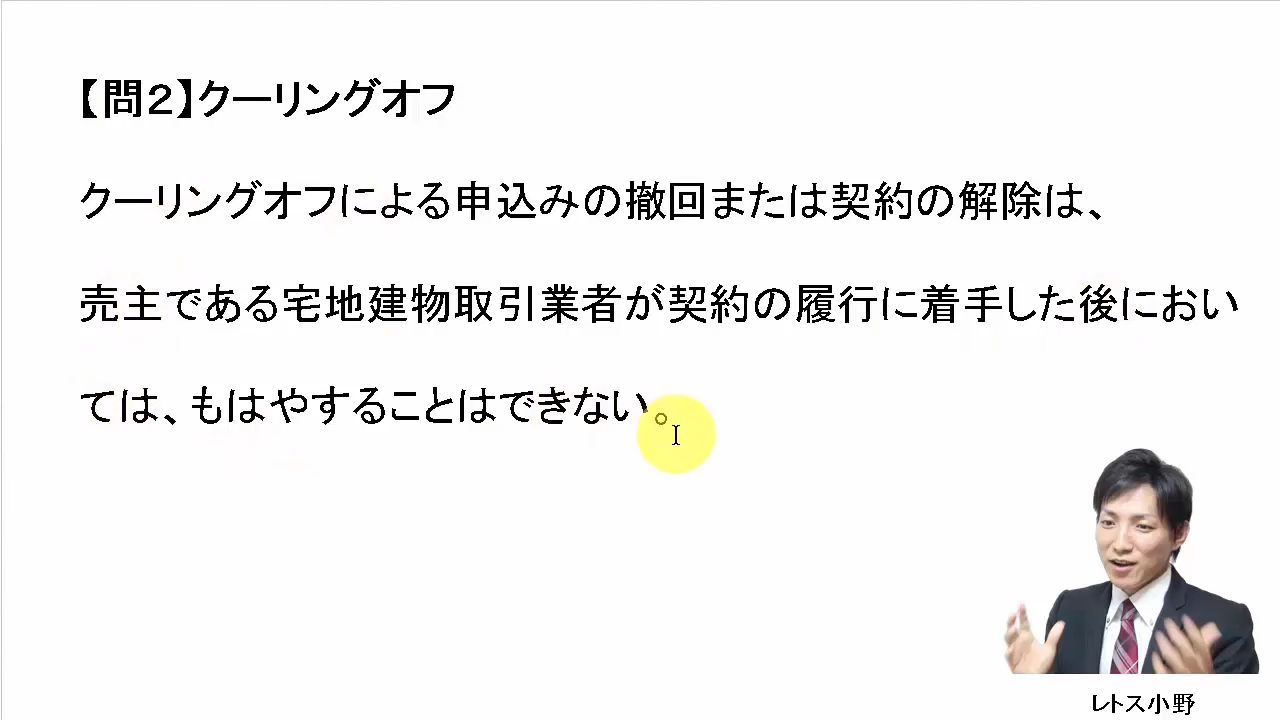 【問2】クーリングオフ
クーリングオフによる申込みの撤回または契約の解除は、
売主である宅地建物取引業者が契約の履行に着手した後におい
ては、もはやすることはできない。
レトス小野